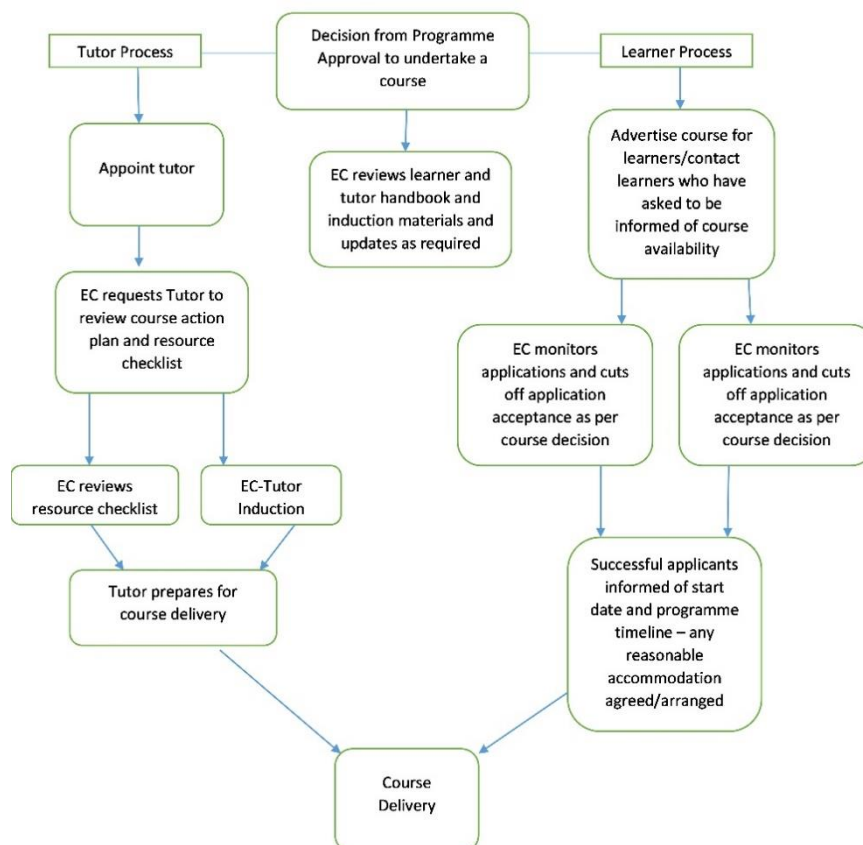 Tutor Process
Decision from Programme
Approval to undertake a
course
Learner Process
Appoint tutor
EC reviews learner and
tutor handbook and
induction materials and
updates as required
Advertise course for
learners/contact
learners who have
asked to be
informed of course
availability
EC requests Tutor to
review course action
plan and resource
checklist
EC monitors
applications and cuts
off application
acceptance as per
course decision
EC monitors
applications and cuts
off application
acceptance as per
course decision
EC reviews
resource checklist
EC-Tutor
Induction
Tutor prepares for
course delivery
Successful applicants
informed of start
date and programme
timeline – any
reasonable
accommodation
agreed/arranged
Course
Delivery